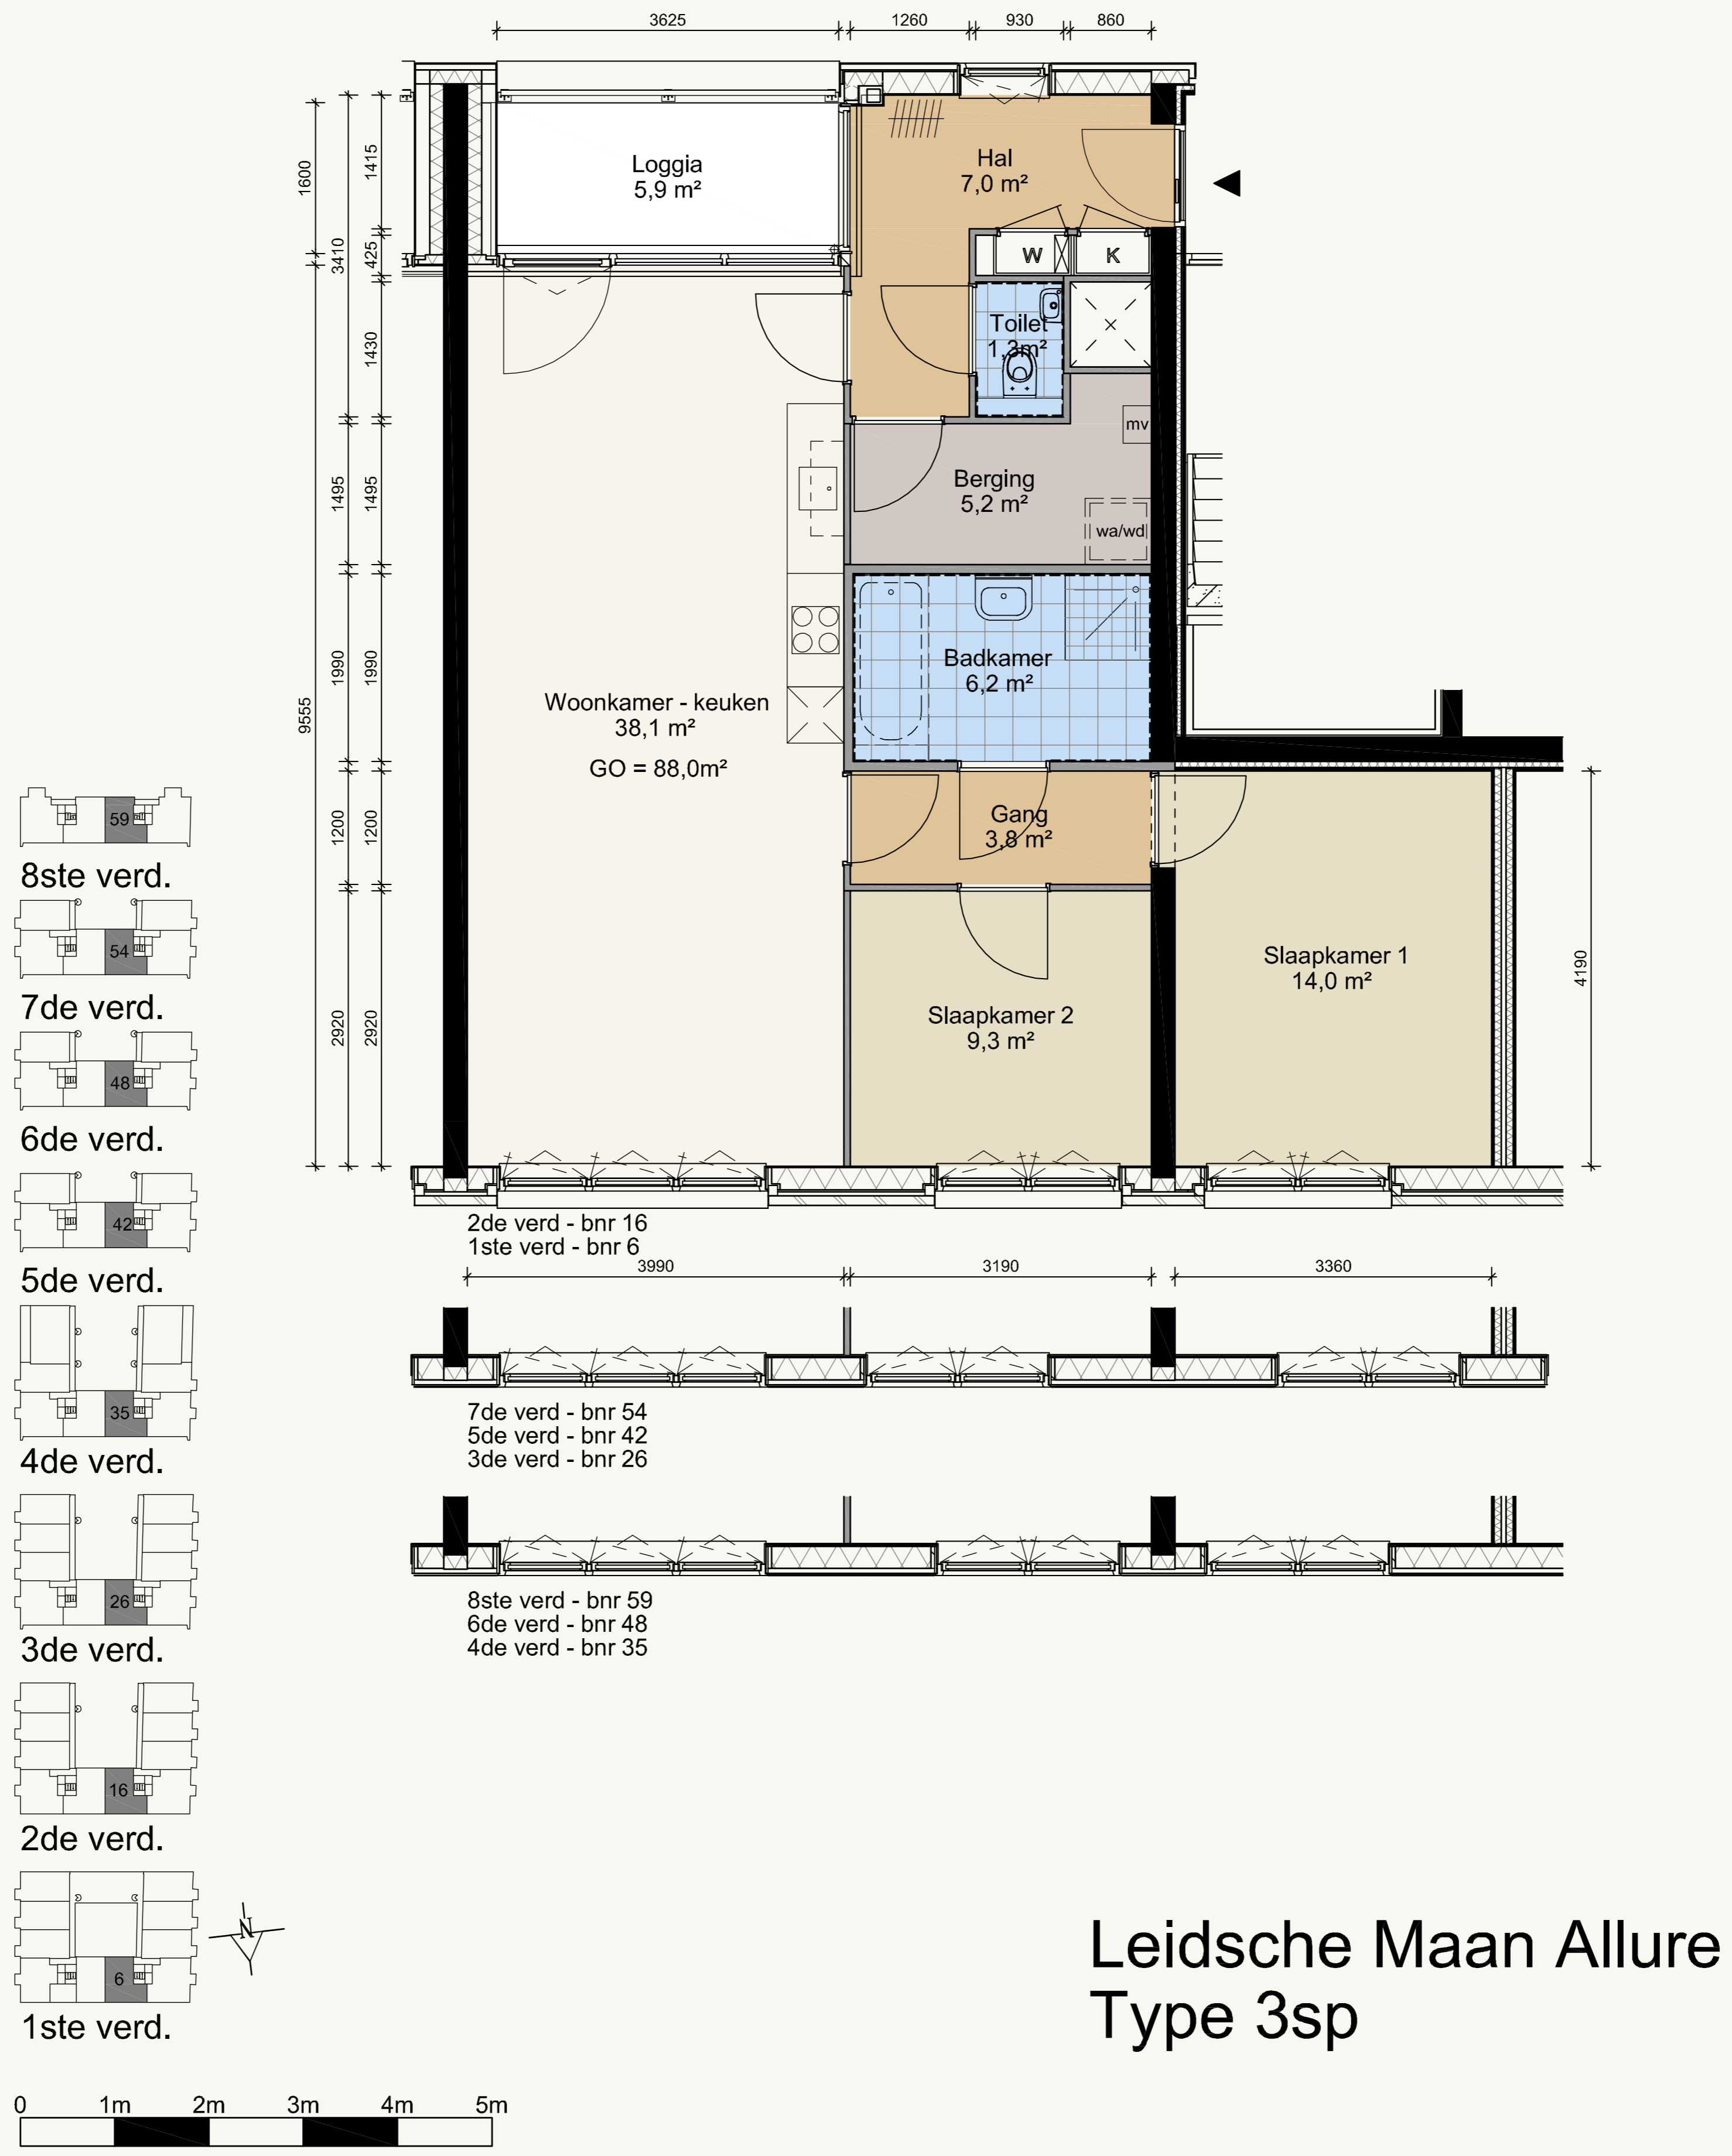 3625
1260
930
860
1600
3410
1415
425
1430
1495
1495
9555
1990
1990
1200
1200
2920
2920
4190
Loggia
5,9 m²
Hal
7,0 m²
W
K
Toilet
1,3m²
mv
Berging
5,2 m²
wa/wd
Badkamer
6,2 m²
Woonkamer - keuken
38,1 m²
GO = 88,0m²
Gang
3,8 m²
Slaapkamer 1
14,0 m²
Slaapkamer 2
9,3 m²
2de verd - bnr 16
1ste verd - bnr 6
3990
3190
3360
7de verd - bnr 54
5de verd - bnr 42
3de verd - bnr 26
8ste verd - bnr 59
6de verd - bnr 48
4de verd - bnr 35
59
8ste verd.
54
7de verd.
48
6de verd.
42
5de verd.
35
4de verd.
26
3de verd.
16
2de verd.
6
1ste verd.
N
Leidsche Maan Allure
Type 3sp
0 1m 2m 3m 4m 5m